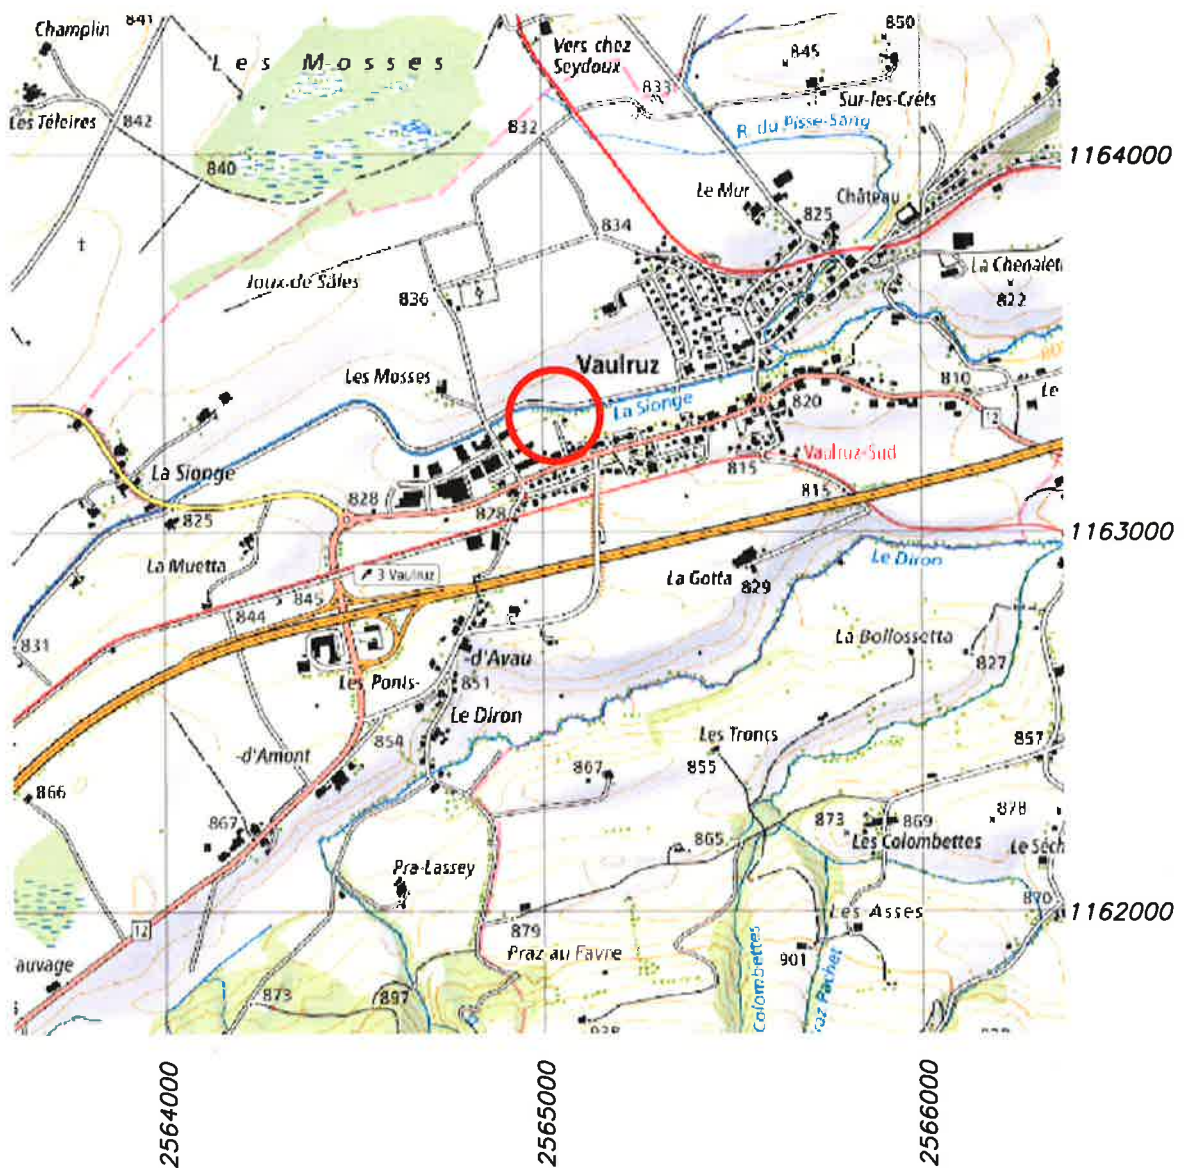 Champlin
841
Les Mosses
Vers chez
Seydoux
850
845
833
Sur-les-Crêts
Les Téleires
842
832
R. du Pisse-Sang
1164000
840
Le Mur
Château
834
825
Joux-de-Sâles
La Chenalet
836
822
Vaulruz
Les Mosses
810
Le
La Sionge
820
12
La Sionge
815
Vaulruz-Sud
828
815
825
828
1163000
La Muetta
Le Diron
3 Vaulruz
La Gotta
829
844
845
La Bollossetta
831
-d'Avau
827
Les Ponts-
851
Le Diron
Les Troncs
857
854
-d'Amont
867
855
866
873
869
878
867
865
Les Colombettes
Le Séch
Pra-Lassey
870
Les Asses
1162000
12
879
Praz au Favre
901
auvage
873
897
Colombettes
938
2564000
2565000
2566000